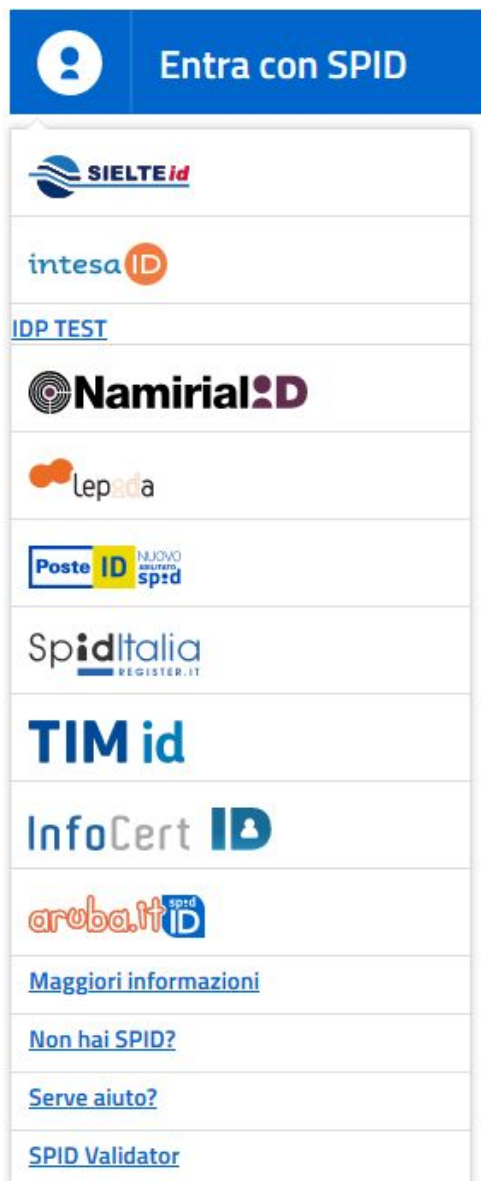 Entra con SPID
SIELTE id
intesa ID
IDP TEST
Namirial ID
lepida
Poste ID NUOVO
ABILITATO
spid
SpidItalia
REGISTER.IT
TIM id
InfoCert ID
aruba.it spid ID
Maggiori informazioni
Non hai SPID?
Serve aiuto?
SPID Validator